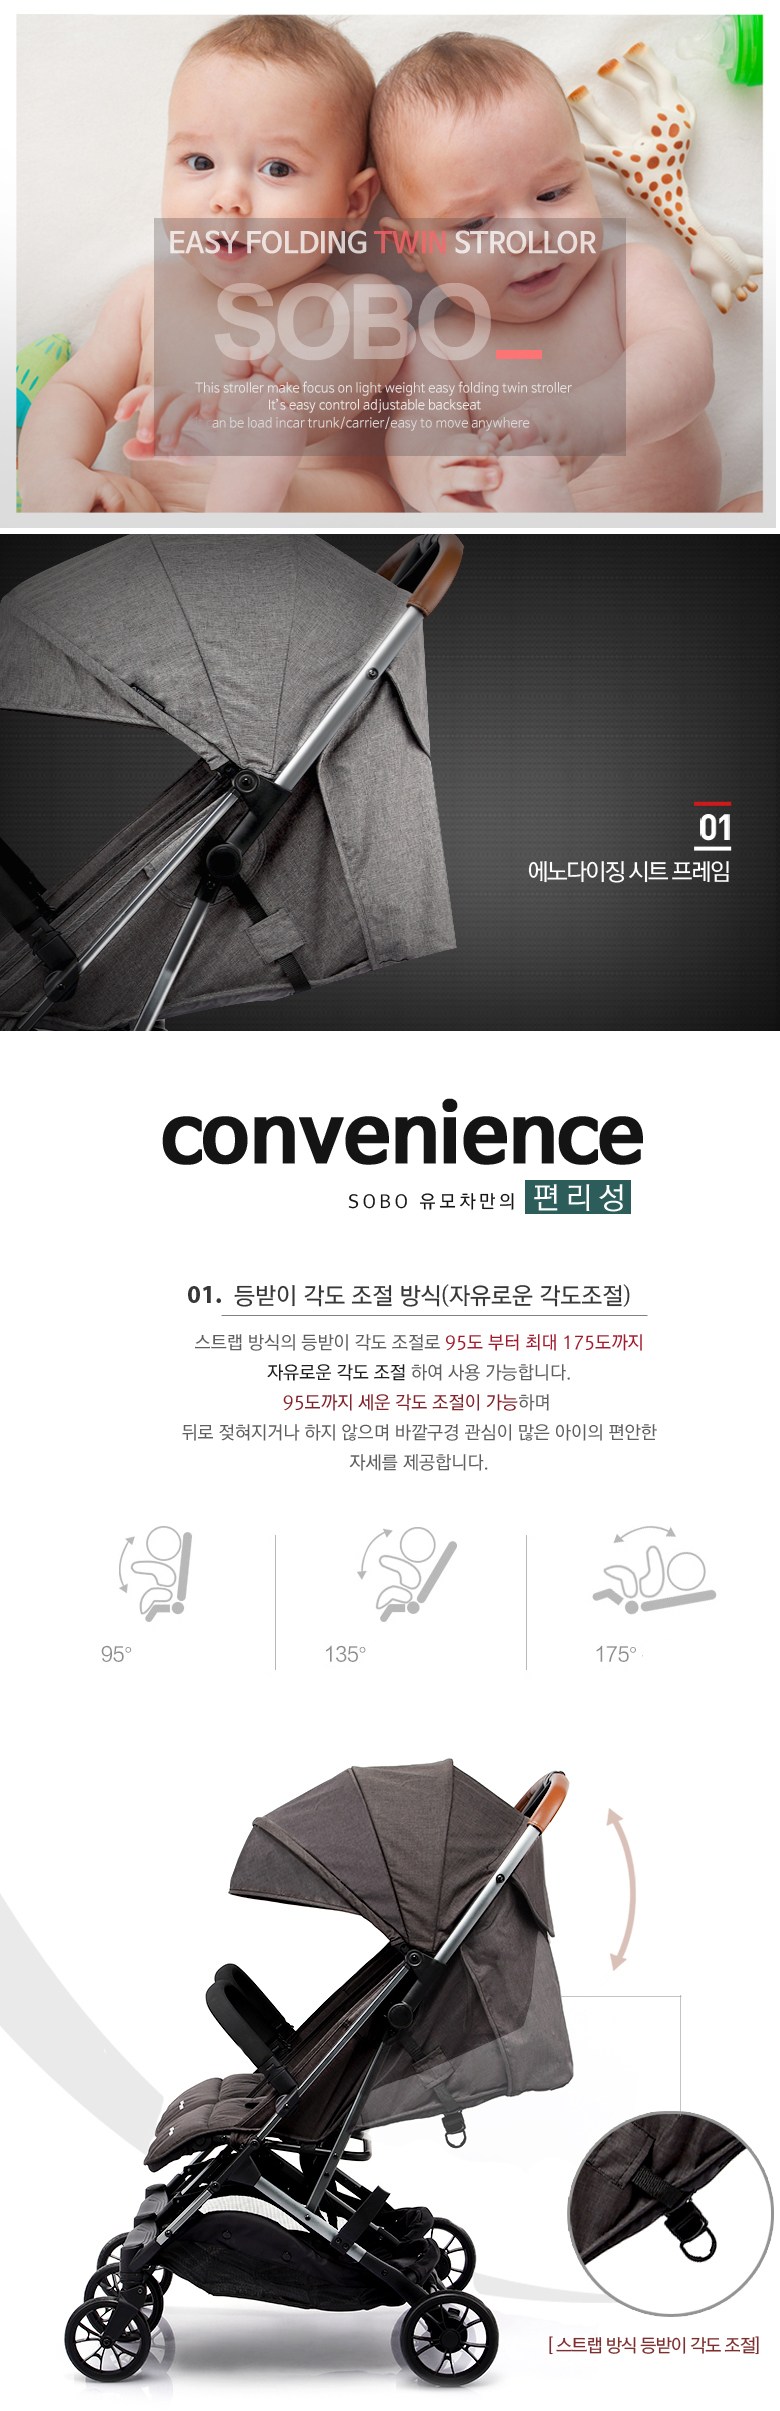 EASY FOLDING TWIN STROLLOR
SOBO_
This stroller make focus on light weight easy folding twin stroller
It's easy control adjustable backseat
an be load incar trunk/carrier/easy to move anywhere
01
에노다이징 시트 프레임
convenience
SOBO 유모차만의 편리성
01. 등받이 각도 조절 방식(자유로운 각도조절)
스트랩 방식의 등받이 각도 조절로 95도 부터 최대 175도까지
자유로운 각도 조절 하여 사용 가능합니다.
95도까지 세운 각도 조절이 가능하며
뒤로 젖혀지거나 하지 않으며 바깥구경 관심이 많은 아이의 편안한
자세를 제공합니다.
95°
135°
175°
[ 스트랩 방식 등받이 각도 조절]